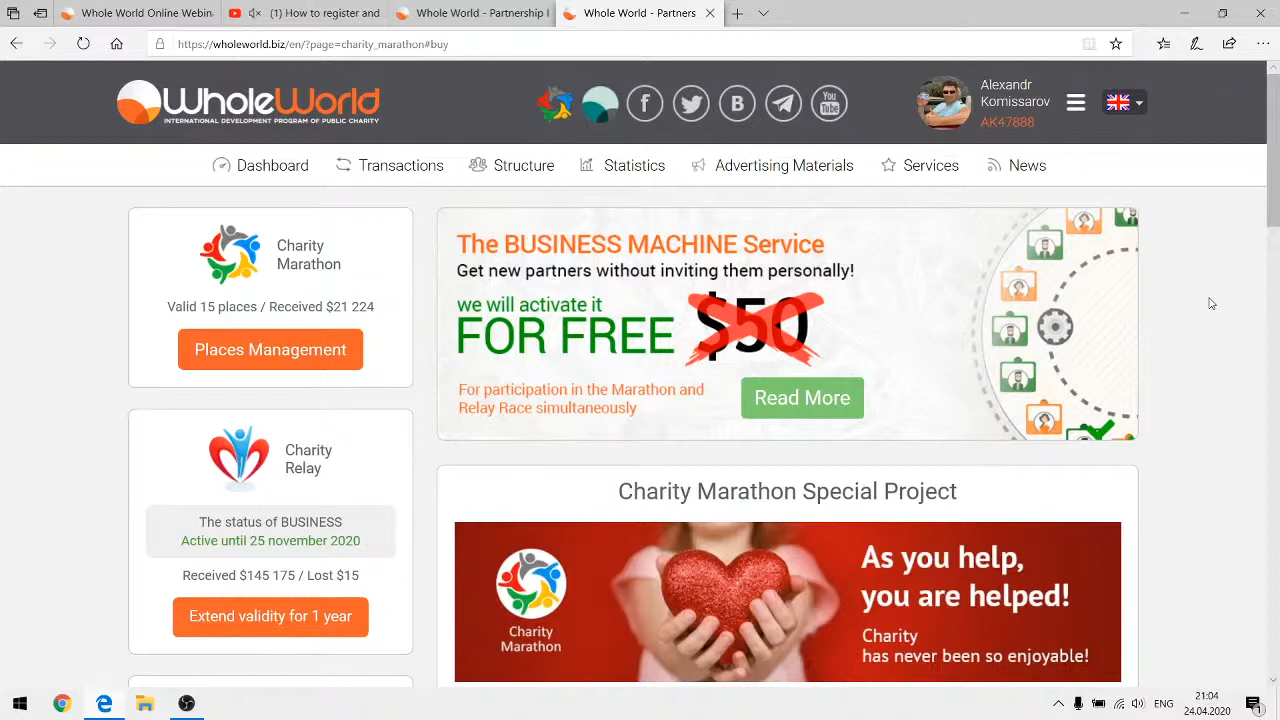 Whole World - Dashboard
(1) How to reserve
Whole World - Partnership I
Whole World - Partners
https://wholeworld.biz/en/?page=charity_marathon#buy
WholeWorld
INTERNATIONAL DEVELOPMENT PROGRAM OF PUBLIC CHARITY
f
B
You
Tube
Alexandr
Komissarov
AK47888
Dashboard
Transactions
Structure
Statistics
Advertising Materials
Services
News
Charity
Marathon
Valid 15 places / Received $21 224
Places Management
Charity
Relay
The status of BUSINESS
Active until 25 november 2020
Received $145 175 / Lost $15
Extend validity for 1 year
The BUSINESS MACHINE Service
Get new partners without inviting them personally!
we will activate it
FOR FREE
$50
For participation in the Marathon and
Relay Race simultaneously
Read More
Charity Marathon Special Project
Charity
Marathon
As you help,
you are helped!
Charity
has never been so enjoyable!
ENG
21:04
24.04.2020